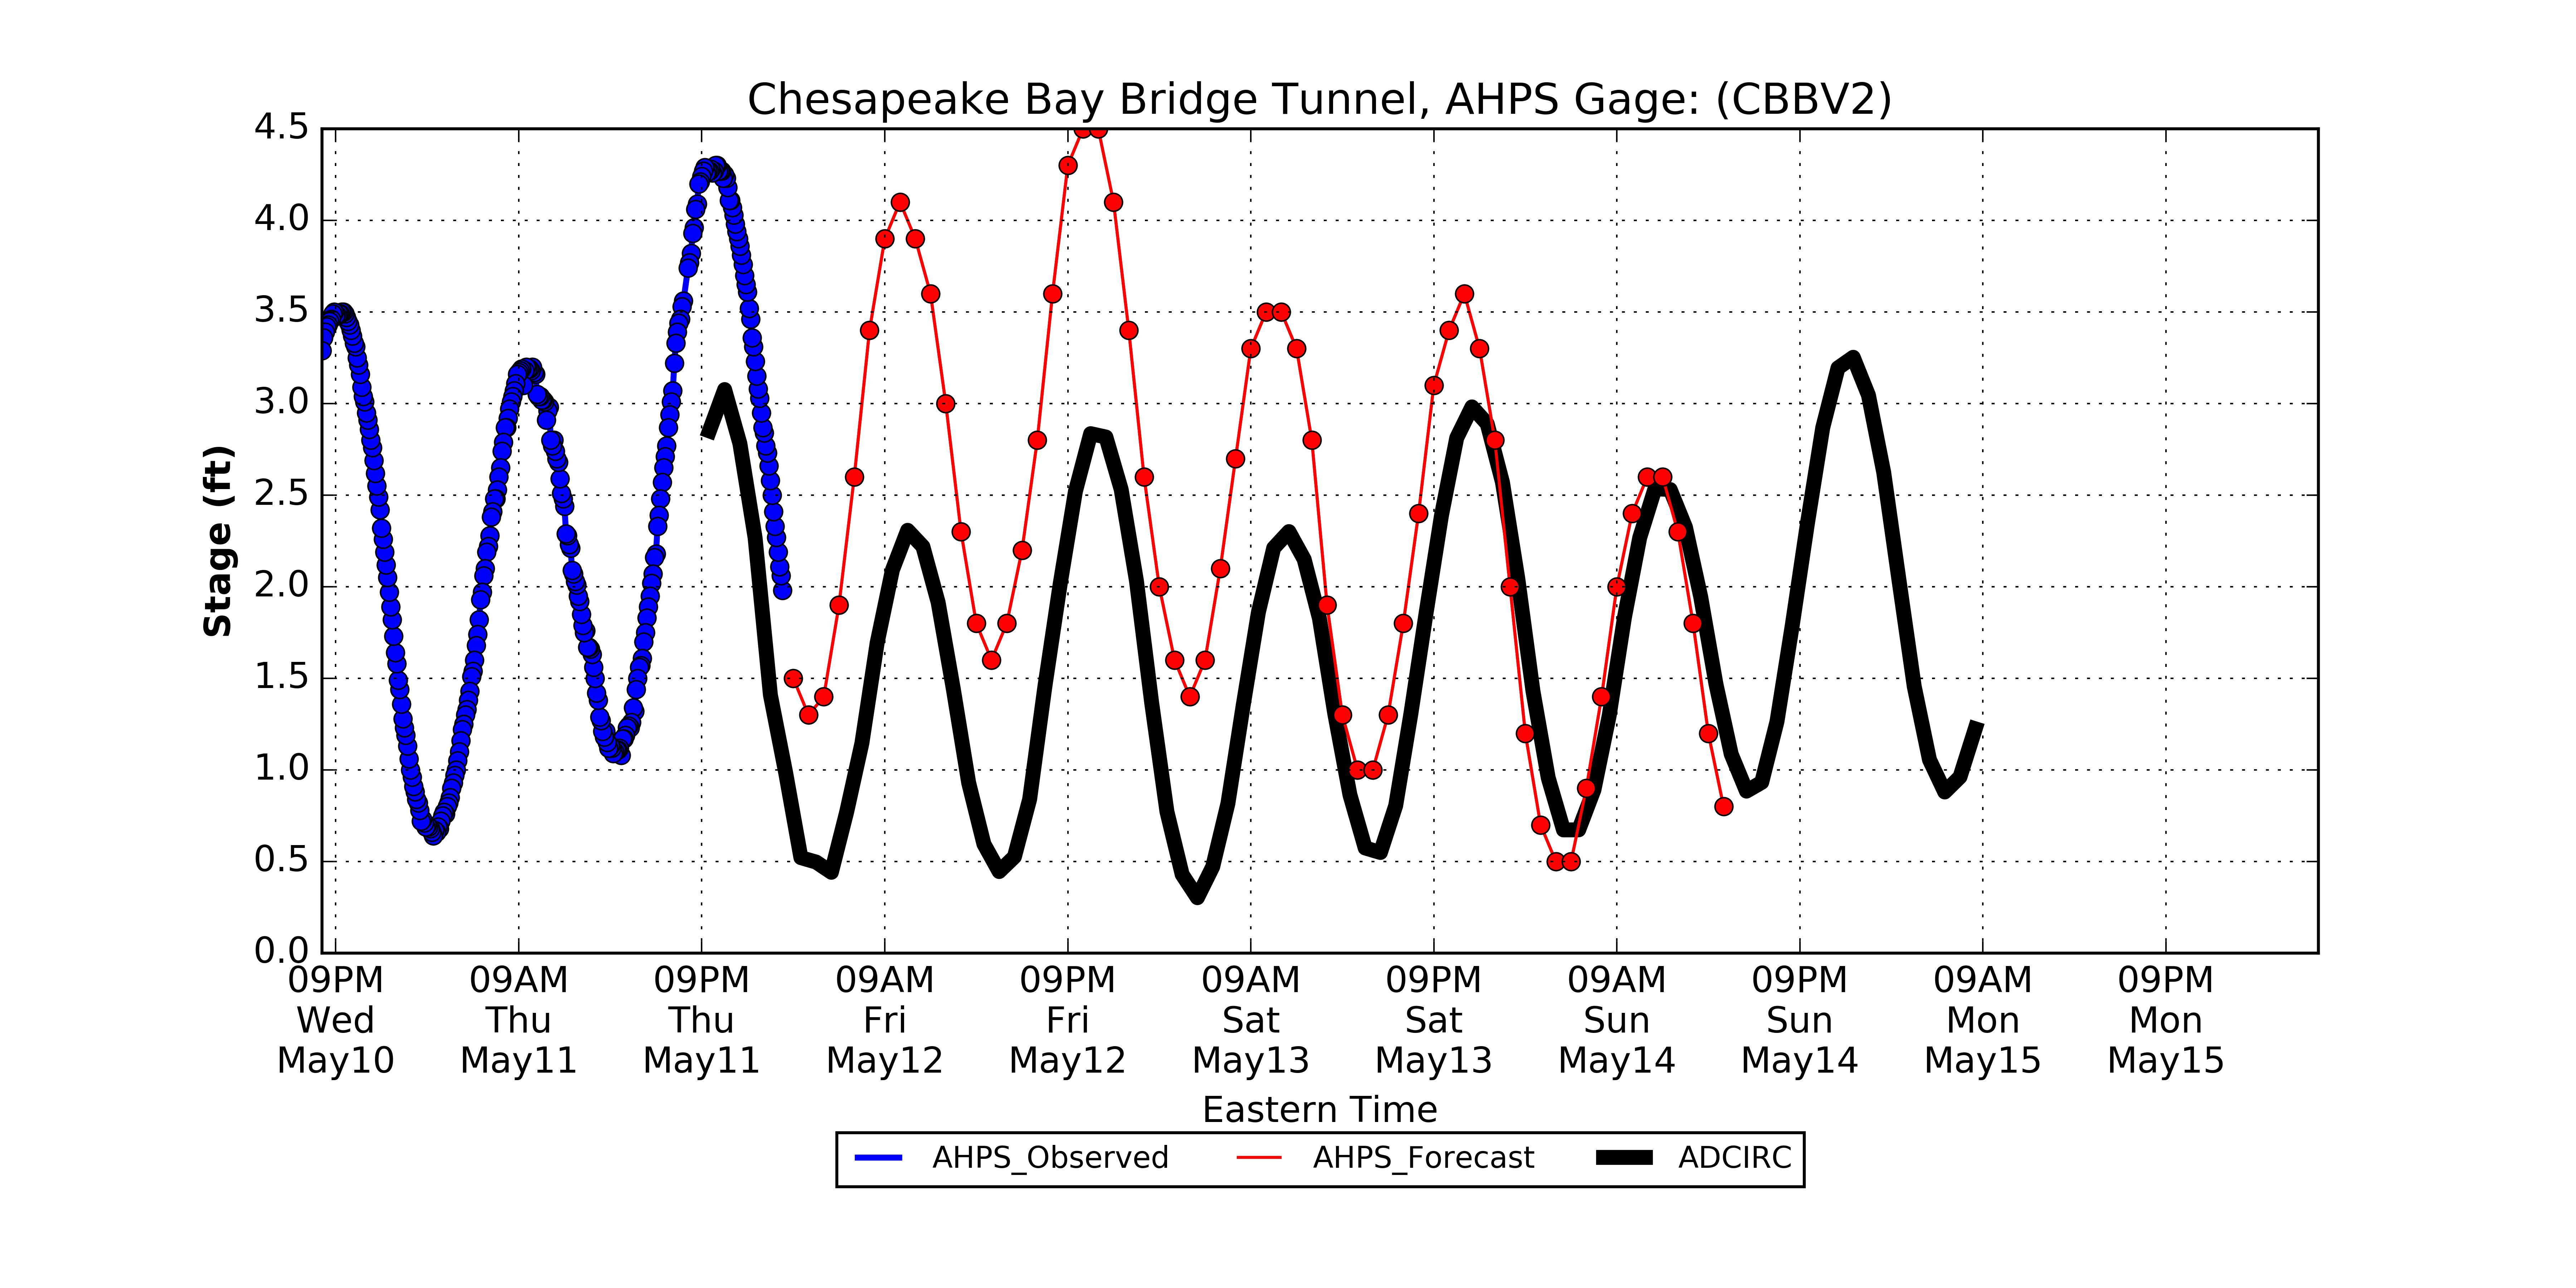 Chesapeake Bay Bridge Tunnel, AHPS Gage: (CBBV2)
4.5
4.0
3.5
3.0
2.5
2.0
1.5
1.0
0.5
0.0
Stage (ft)
09PM 09AM 09PM 09AM 09PM 09AM 09PM 09AM 09PM 09AM 09PM
Wed Thu Thu Fri Fri Sat Sat Sun Sun Mon Mon
May10 May11 May11 May12 May12 May13 May13 May14 May14 May15 May15
Eastern Time
AHPS_Observed AHPS_Forecast ADCIRC